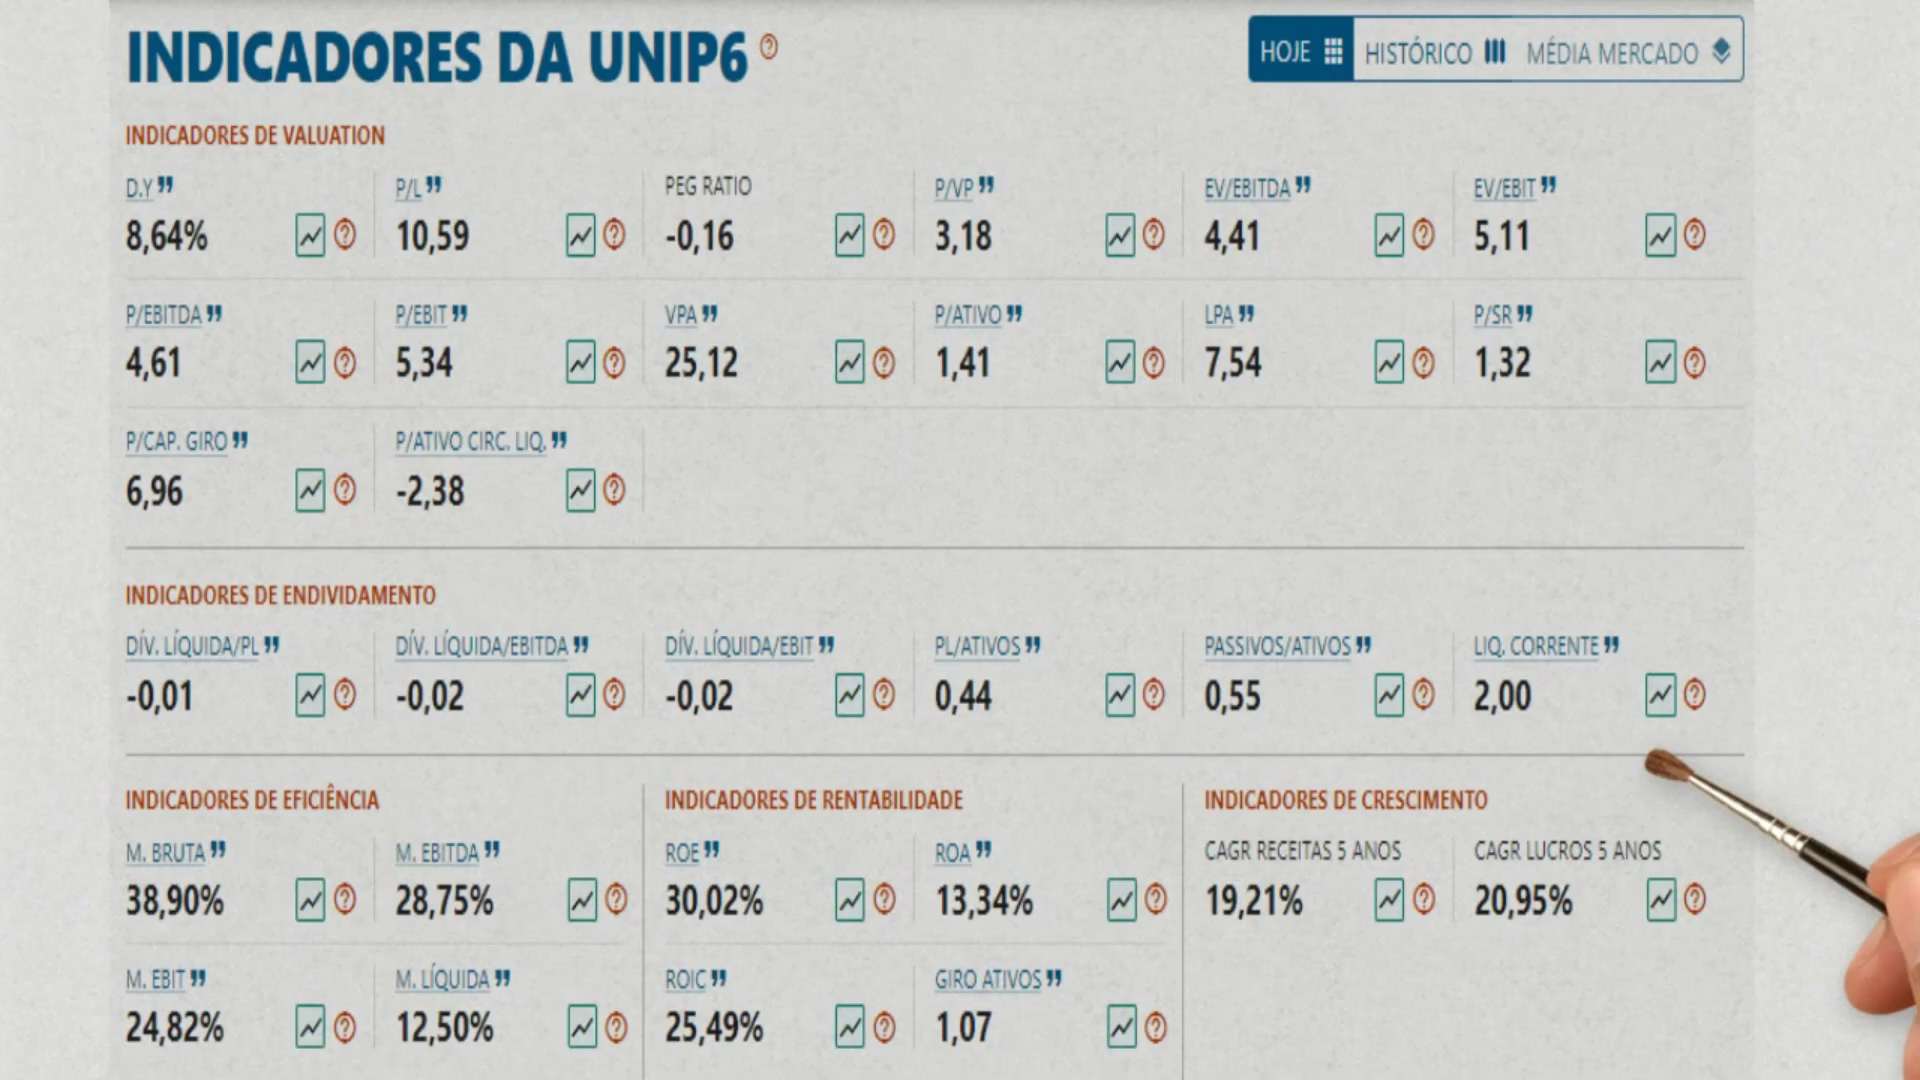 INDICADORES DA UNIP6
HOJE HISTÓRICO MÉDIA MERCADO
INDICADORES DE VALUATION
D.Y P/L PEG RATIO P/VP EV/EBITDA EV/EBIT
8,64% 10,59 -0,16 3,18 4,41 5,11
P/EBITDA P/EBIT VPA P/ATIVO LPA P/SR
4,61 5,34 25,12 1,41 7,54 1,32
P/CAP. GIRO P/ATIVO CIRC. LIQ.
6,96 -2,38
INDICADORES DE ENDIVIDAMENTO
DÍV. LÍQUIDA/PL DÍV. LÍQUIDA/EBITDA DÍV. LÍQUIDA/EBIT PL/ATIVOS PASSIVOS/ATIVOS LIQ. CORRENTE
-0,01 -0,02 -0,02 0,44 0,55 2,00
INDICADORES DE EFICIÊNCIA INDICADORES DE RENTABILIDADE INDICADORES DE CRESCIMENTO
M. BRUTA M. EBITDA ROE ROA CAGR RECEITAS 5 ANOS CAGR LUCROS 5 ANOS
38,90% 28,75% 30,02% 13,34% 19,21% 20,95%
M. EBIT M. LÍQUIDA ROIC GIRO ATIVOS
24,82% 12,50% 25,49% 1,07